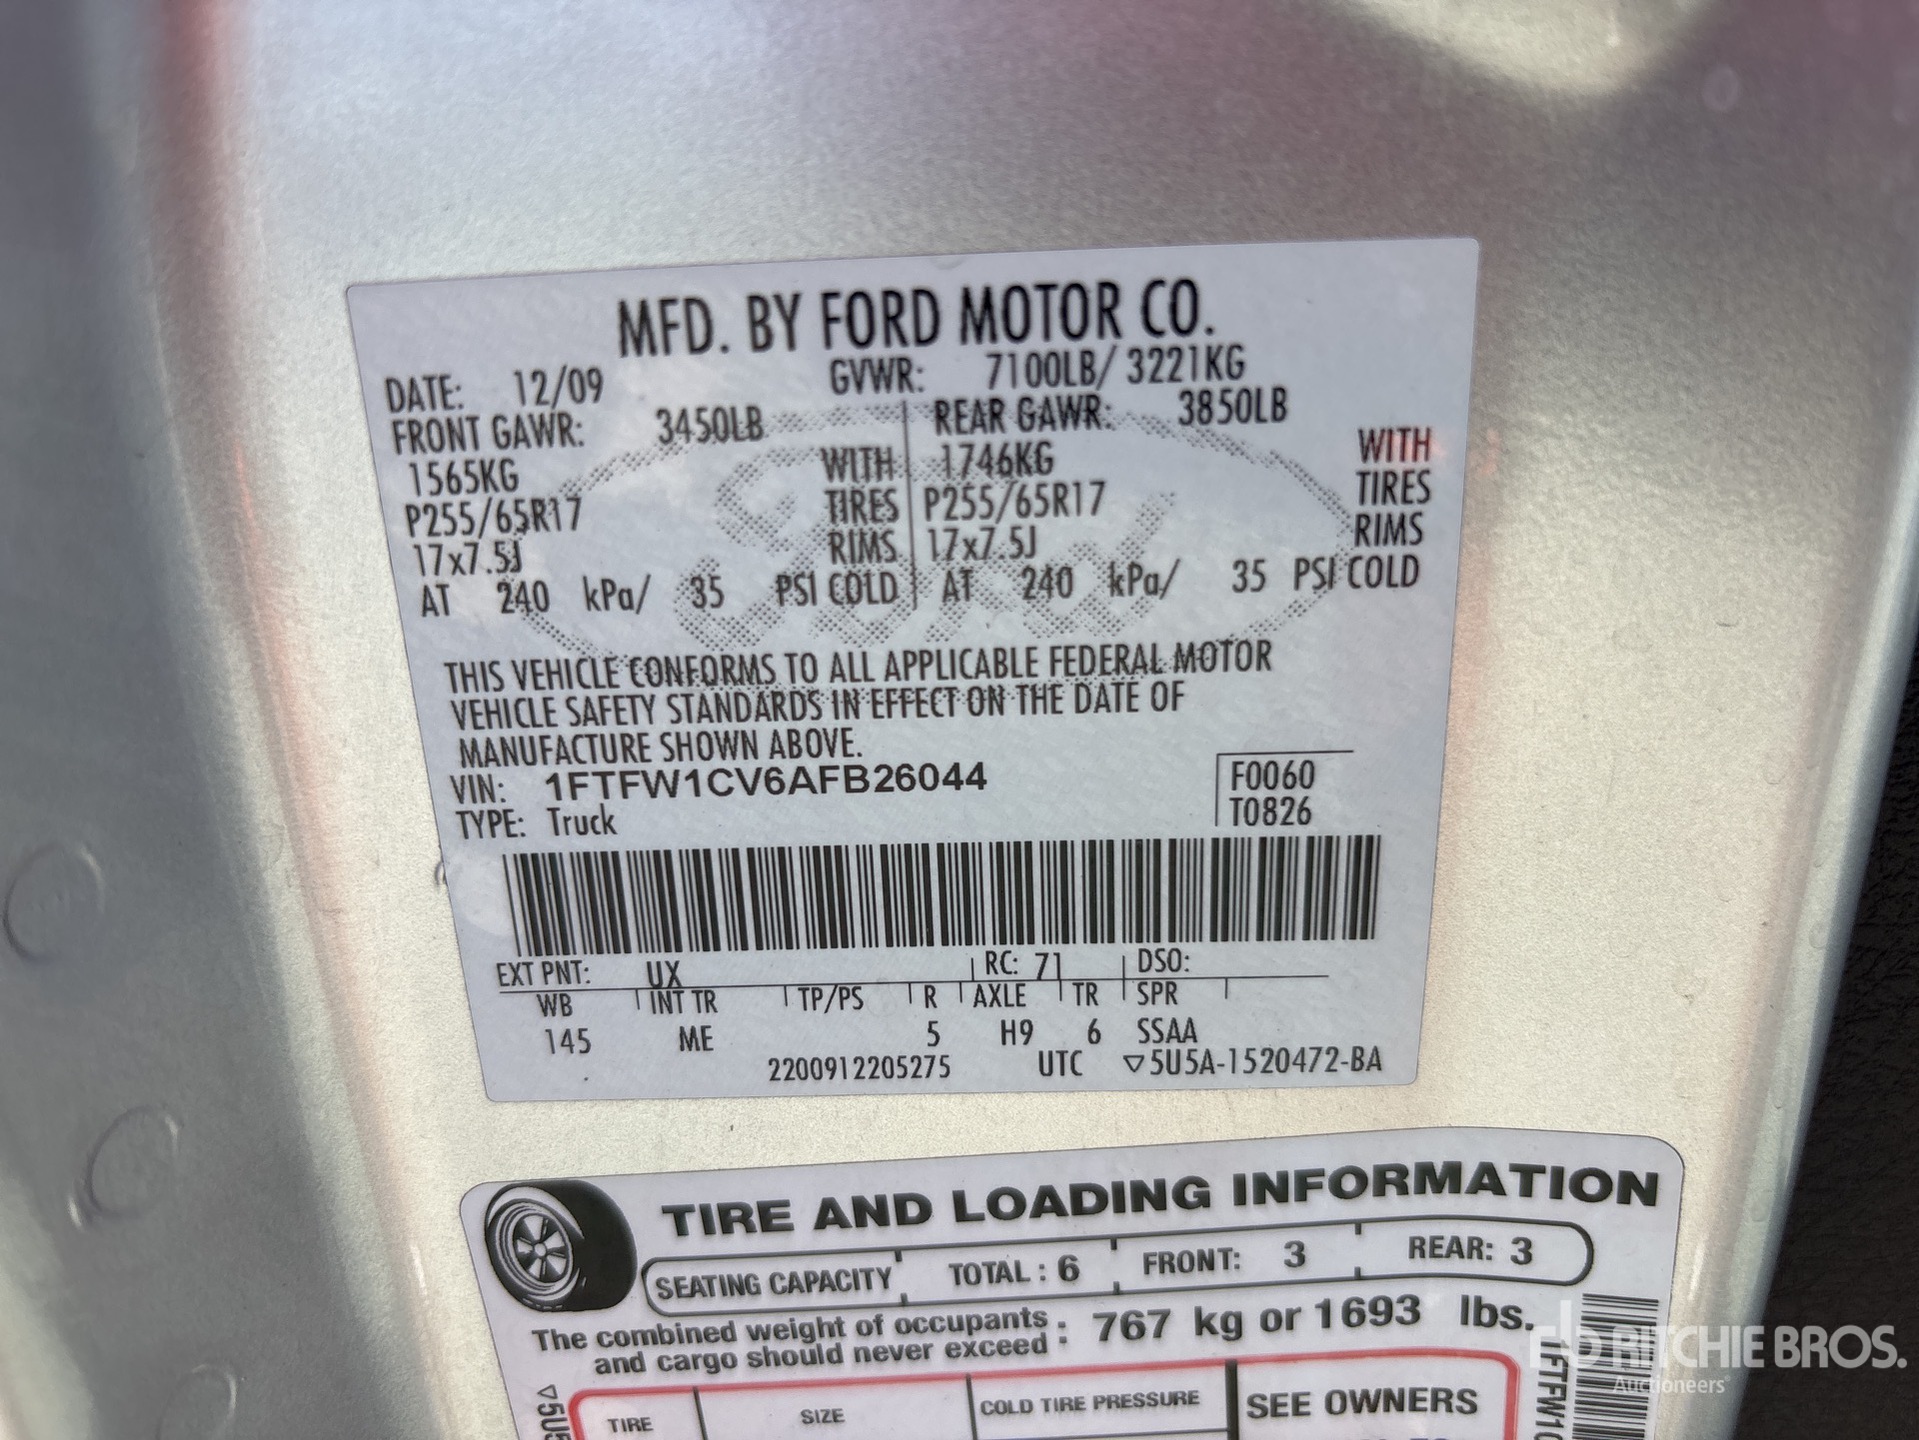 MFD. BY FORD MOTOR CO.
DATE: 12/09 GVWR: 7100LB/ 3221KG
FRONT GAWR: 3450LB REAR GAWR: 3850LB
1565KG WITH 1746KG WITH
P255/65R17 TIRES P255/65R17 TIRES
17x7.5J RIMS 17x7.5J RIMS
AT 240 kPa/ 35 PSI COLD AT 240 kPa/ 35 PSI COLD
Ford
THIS VEHICLE CONFORMS TO ALL APPLICABLE FEDERAL MOTOR
VEHICLE SAFETY STANDARDS IN EFFECT ON THE DATE OF
MANUFACTURE SHOWN ABOVE.
VIN: 1FTFW1CV6AFB26044 F0060
TYPE: Truck T0826
EXT PNT: UX RC: 71 DSO:
WB INT TR TP/PS R AXLE TR SPR
145 ME 5 H9 6 SSAA
2200912205275 UTC ▽5U5A-1520472-BA
TIRE AND LOADING INFORMATION
SEATING CAPACITY TOTAL : 6 FRONT: 3 REAR: 3
The combined weight of occupants
and cargo should never exceed : 767 kg or 1693 lbs.
TIRE SIZE COLD TIRE PRESSURE SEE OWNERS
▽5U5
1FTFW1C
rb RITCHIE BROS.
Auctioneers